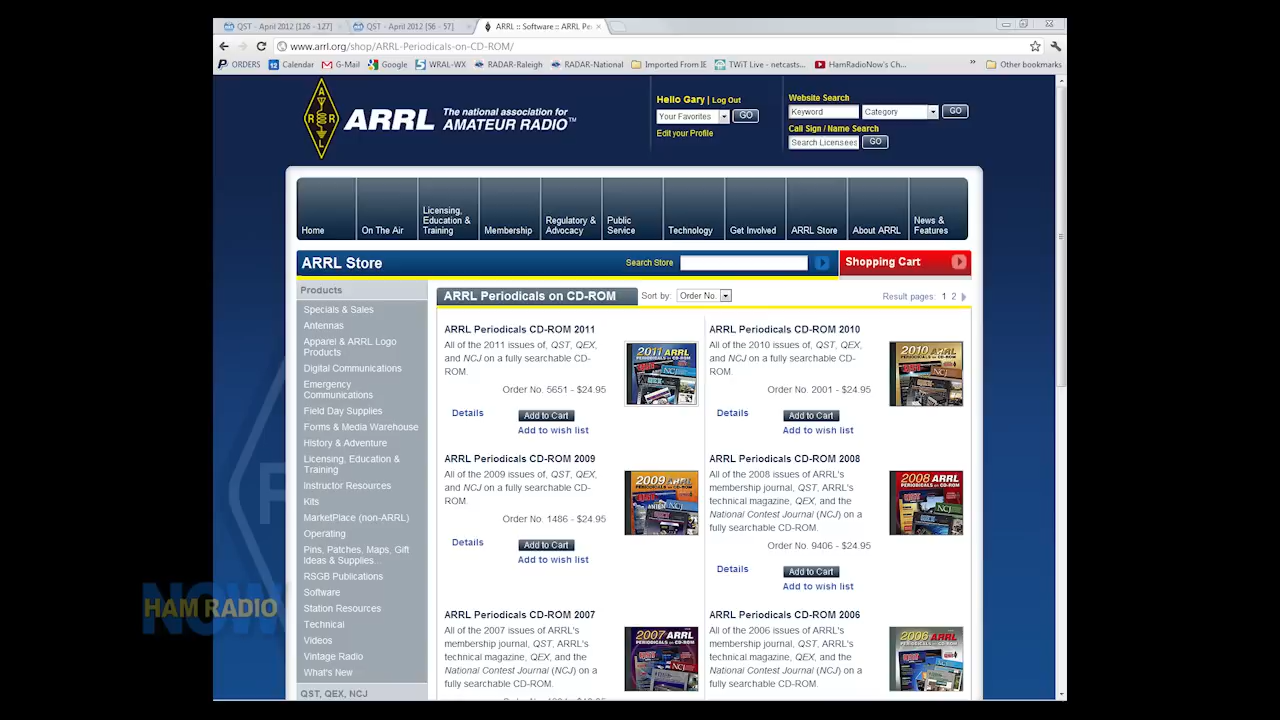 QST - April 2012 [126 - 127]
QST - April 2012 [56 - 57]
ARRL :: Software :: ARRL Pe
www.arrl.org/shop/ARRL-Periodicals-on-CD-ROM/
ORDERS
Calendar
G-Mail
Google
WRAL-WX
RADAR-Raleigh
RADAR-National
Imported From IE
TWiT Live - netcasts...
HamRadioNow's Ch...
Other bookmarks
ARRL
The national association for
AMATEUR RADIO™
Hello Gary | Log Out
Your Favorites
GO
Edit your Profile
Website Search
Keyword
Category
GO
Call Sign / Name Search
Search Licensees
GO
Home
On The Air
Licensing,
Education &
Training
Membership
Regulatory &
Advocacy
Public
Service
Technology
Get Involved
ARRL Store
About ARRL
News &
Features
ARRL Store
Search Store
Shopping Cart
Products
Specials & Sales
Antennas
Apparel & ARRL Logo
Products
Digital Communications
Emergency
Communications
Field Day Supplies
Forms & Media Warehouse
History & Adventure
Licensing, Education &
Training
Instructor Resources
Kits
MarketPlace (non-ARRL)
Operating
Pins, Patches, Maps, Gift
Ideas & Supplies...
RSGB Publications
Software
Station Resources
Technical
Videos
Vintage Radio
What's New
QST, QEX, NCJ
ARRL Periodicals on CD-ROM
Sort by:
Order No.
Result pages: 1 2
ARRL Periodicals CD-ROM 2011
All of the 2011 issues of, QST, QEX,
and NCJ on a fully searchable CD-
ROM.
Order No. 5651 - $24.95
Details
Add to Cart
Add to wish list
2011 ARRL
ARRL Periodicals CD-ROM 2010
All of the 2010 issues of, QST, QEX,
and NCJ on a fully searchable CD-
ROM.
Order No. 2001 - $24.95
Details
Add to Cart
Add to wish list
2010 ARRL
ARRL Periodicals CD-ROM 2009
All of the 2009 issues of, QST, QEX,
and NCJ on a fully searchable CD-
ROM.
Order No. 1486 - $24.95
Details
Add to Cart
Add to wish list
2009 ARRL
ARRL Periodicals CD-ROM 2008
All of the 2008 issues of ARRL's
membership journal, QST, ARRL's
technical magazine, QEX, and the
National Contest Journal (NCJ) on a
fully searchable CD-ROM.
Order No. 9406 - $24.95
Details
Add to Cart
Add to wish list
2008 ARRL
ARRL Periodicals CD-ROM 2007
All of the 2007 issues of ARRL's
membership journal, QST, ARRL's
technical magazine, QEX, and the
National Contest Journal (NCJ) on a
fully searchable CD-ROM.
2007 ARRL
ARRL Periodicals CD-ROM 2006
All of the 2006 issues of ARRL's
membership journal, QST, ARRL's
technical magazine, QEX, and the
National Contest Journal (NCJ) on a
fully searchable CD-ROM.
2006 ARRL
HAM RADIO
NOW